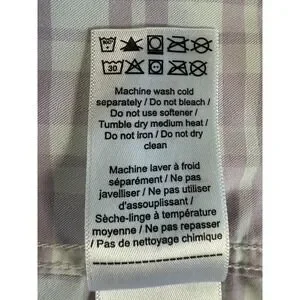 30
Machine wash cold
separately / Do not bleach /
Do not use softener /
Tumble dry medium heat /
Do not iron / Do not dry
clean
Machine laver à froid
séparément / Ne pas
javelliser / Ne pas utiliser
d'assouplissant /
Sèche-linge à température
moyenne / Ne pas repasser
/ Pas de nettoyage chimique